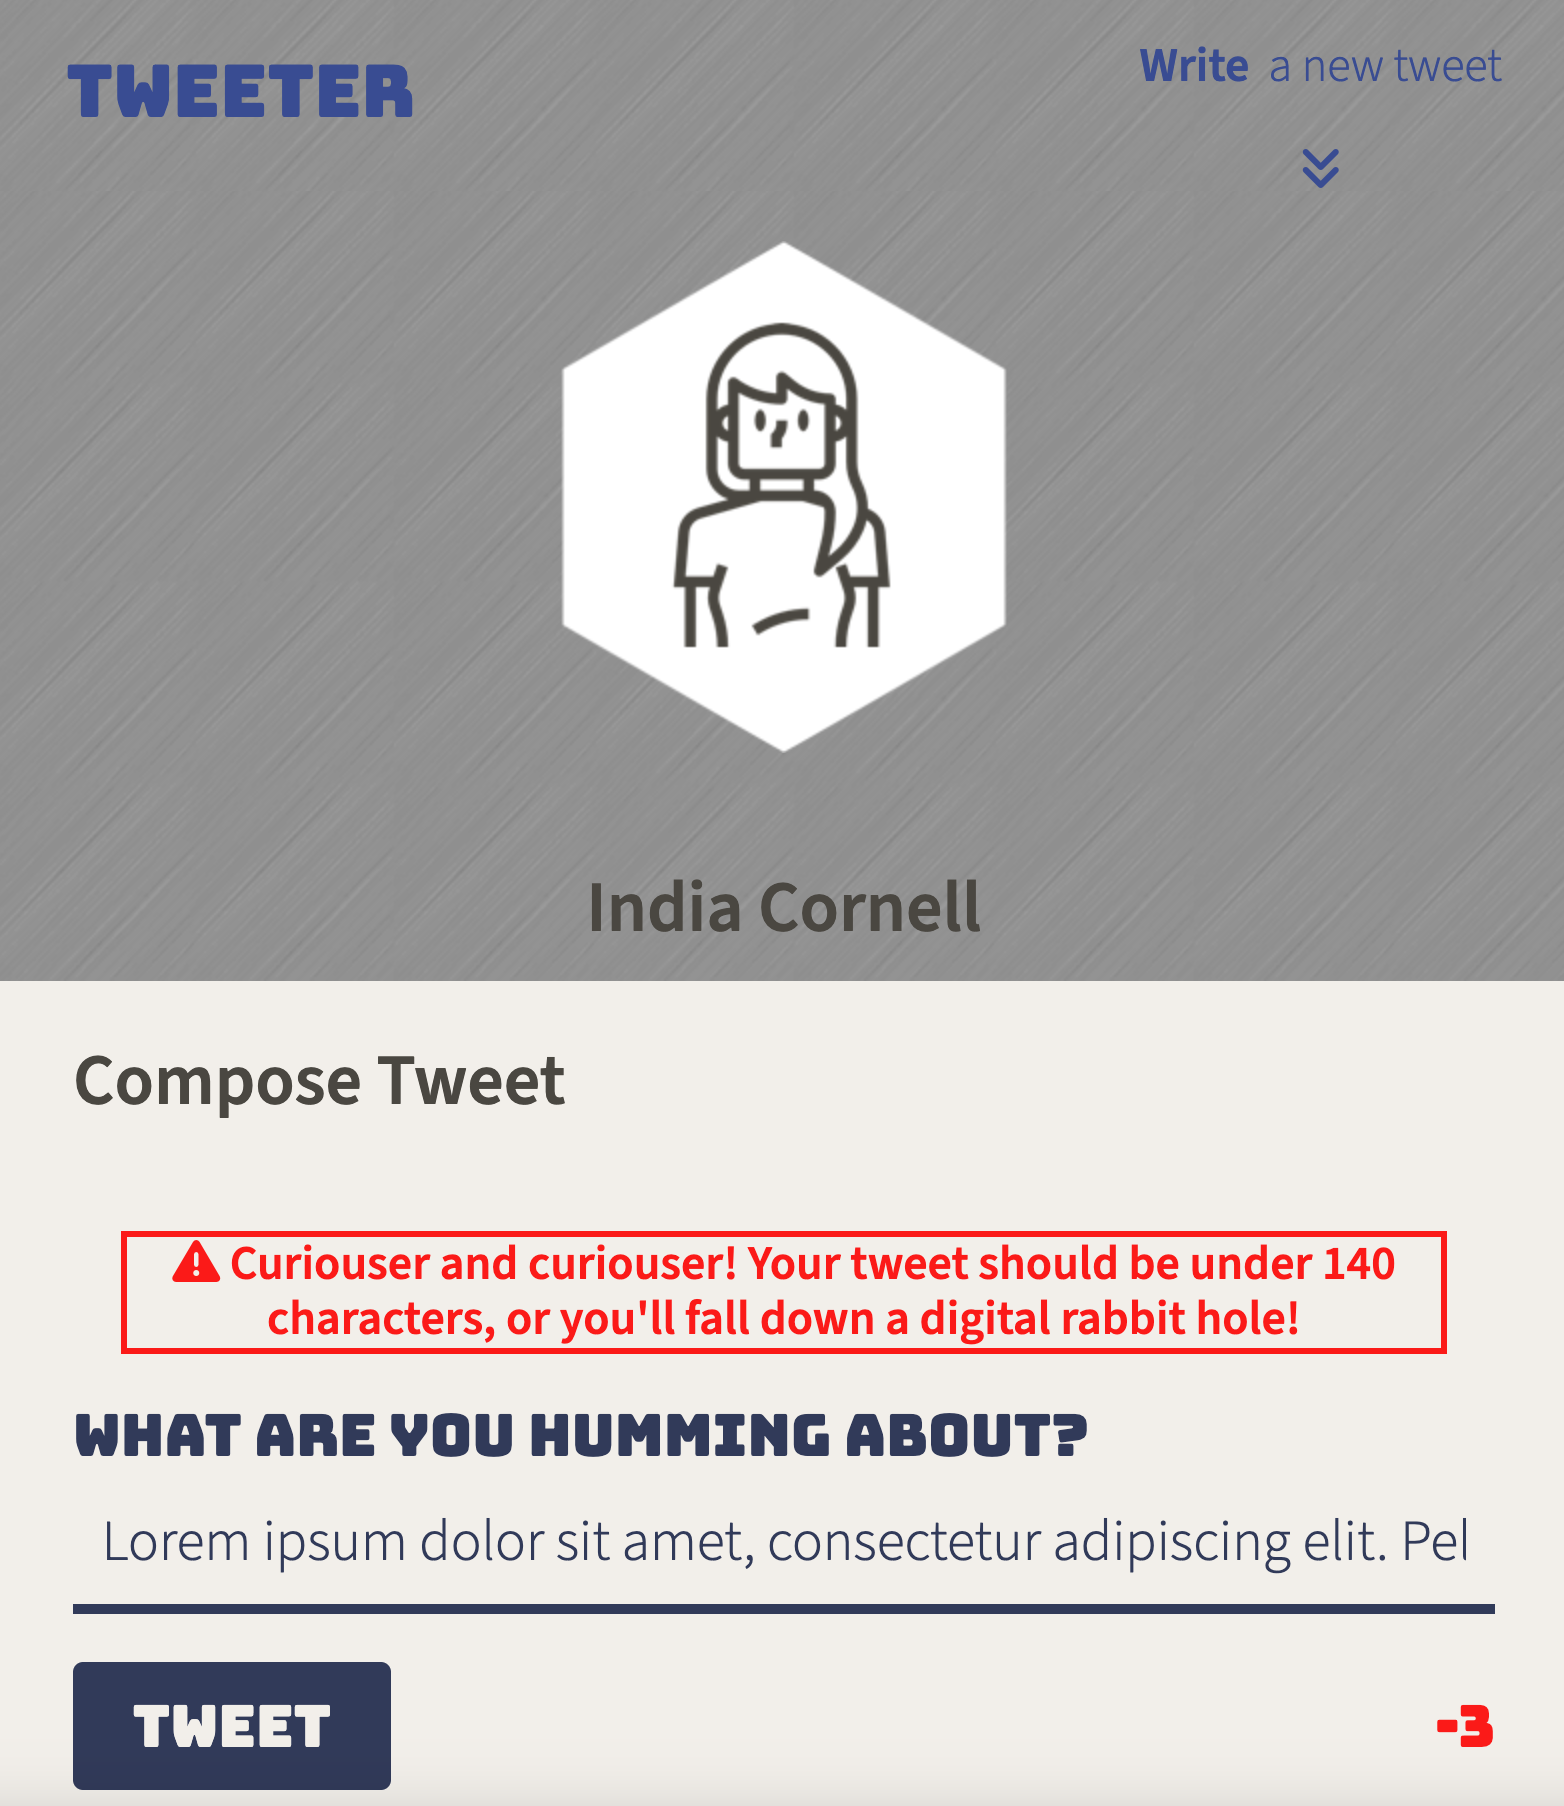 TWEETER
Write a new tweet
India Cornell
Compose Tweet
Curiouser and curiouser! Your tweet should be under 140
characters, or you'll fall down a digital rabbit hole!
WHAT ARE YOU HUMMING ABOUT?
Lorem ipsum dolor sit amet, consectetur adipiscing elit. Pel
TWEET
-3